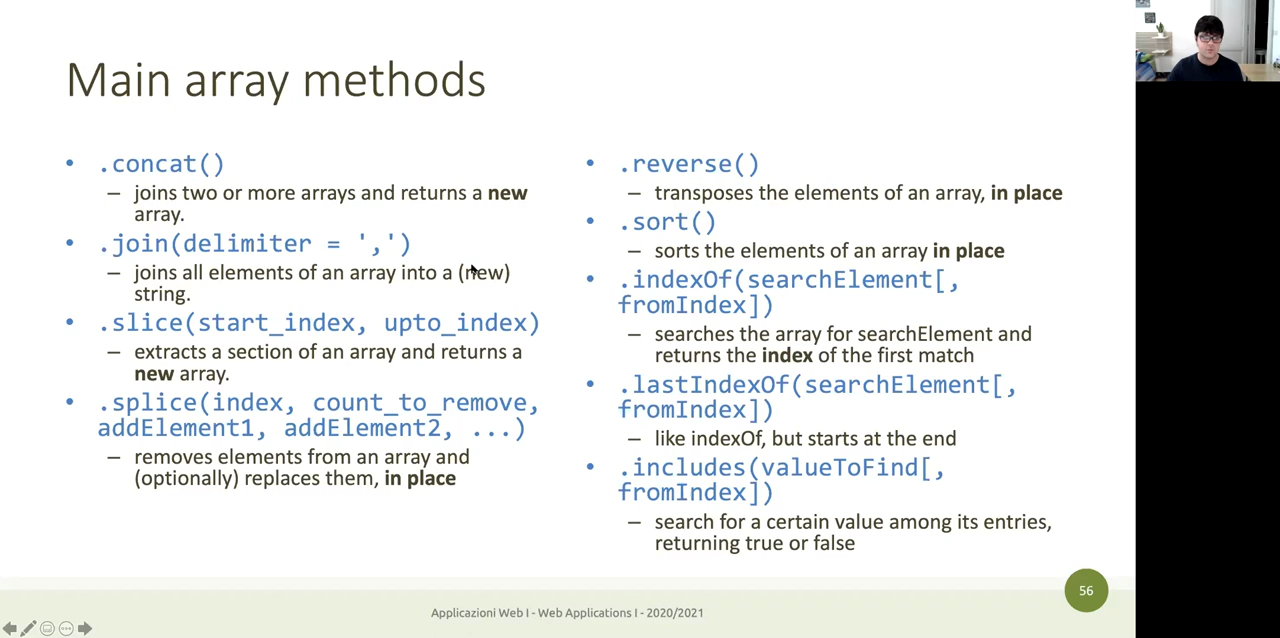 Main array methods
• .concat()
– joins two or more arrays and returns a new
array.
• .join(delimiter = ',')
– joins all elements of an array into a (new)
string.
• .slice(start_index, upto_index)
– extracts a section of an array and returns a
new array.
• .splice(index, count_to_remove,
addElement1, addElement2, ...)
– removes elements from an array and
(optionally) replaces them, in place
• .reverse()
– transposes the elements of an array, in place
• .sort()
– sorts the elements of an array in place
• .indexOf(searchElement[,
fromIndex])
– searches the array for searchElement and
returns the index of the first match
• .lastIndexOf(searchElement[,
fromIndex])
– like indexOf, but starts at the end
• .includes(valueToFind[,
fromIndex])
– search for a certain value among its entries,
returning true or false
56
Applicazioni Web I - Web Applications I - 2020/2021